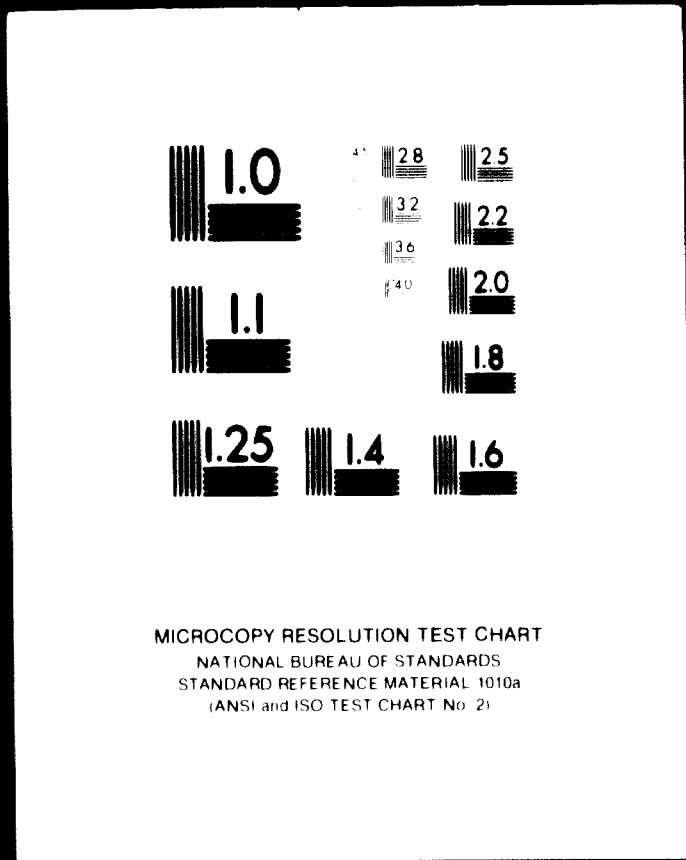 1.0
4.5 2.8 2.5
3.2 2.2
3.6
4.0 2.0
1.1
1.8
1.25 1.4 1.6
MICROCOPY RESOLUTION TEST CHART
NATIONAL BUREAU OF STANDARDS
STANDARD REFERENCE MATERIAL 1010a
(ANSI and ISO TEST CHART No. 2)